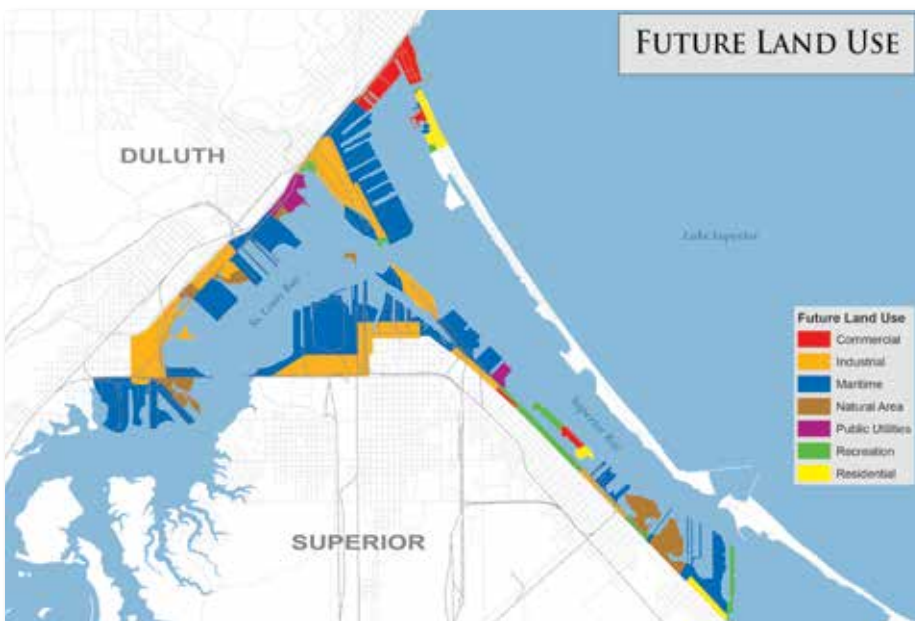 FUTURE LAND USE
DULUTH
Lake Superior
St. Louis Bay
Future Land Use
Commercial
Industrial
Maritime
Natural Area
Public Utilities
Recreation
Residential
Superior Bay
SUPERIOR